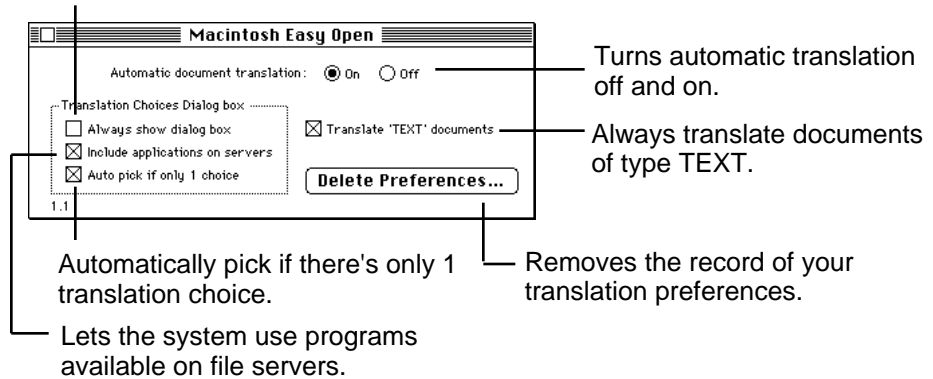 Macintosh Easy Open
Automatic document translation: On Off
Turns automatic translation
off and on.
Translation Choices Dialog box
Always show dialog box
Translate 'TEXT' documents
Always translate documents
of type TEXT.
Include applications on servers
Auto pick if only 1 choice
Delete Preferences...
1.1
Automatically pick if there's only 1
translation choice.
Removes the record of your
translation preferences.
Lets the system use programs
available on file servers.